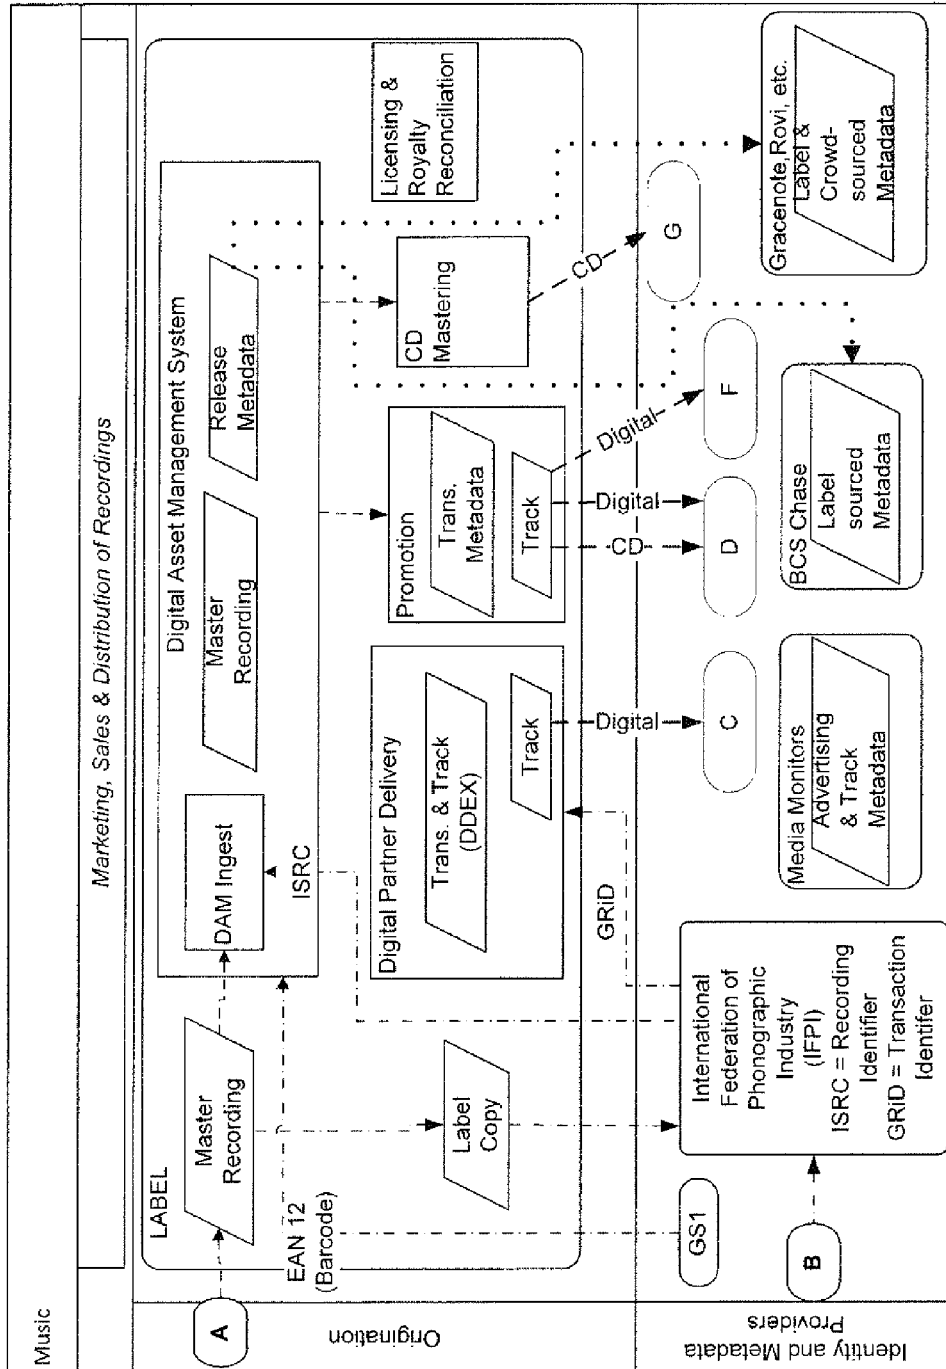 Music
Marketing, Sales & Distribution of Recordings
Origination
LABEL
A
Master
Recording
EAN 12
(Barcode)
Label
Copy
Digital Asset Management System
DAM Ingest
ISRC
Master
Recording
Release
Metadata
Digital Partner Delivery
Trans. & Track
(DDEX)
Track
GRiD
Digital
Promotion
Trans.
Metadata
Track
CD
Digital
Digital
CD
Mastering
CD
Licensing &
Royalty
Reconciliation
Identity and Metadata
Providers
B
GS1
International
Federation of
Phonographic
Industry
(IFPI)
ISRC = Recording
Identifier
GRiD = Transaction
Identifer
C
D
F
G
Media Monitors
Advertising
& Track
Metadata
BCS Chase
Label
sourced
Metadata
Gracenote,Rovi, etc.
Label &
Crowd-
sourced
Metadata